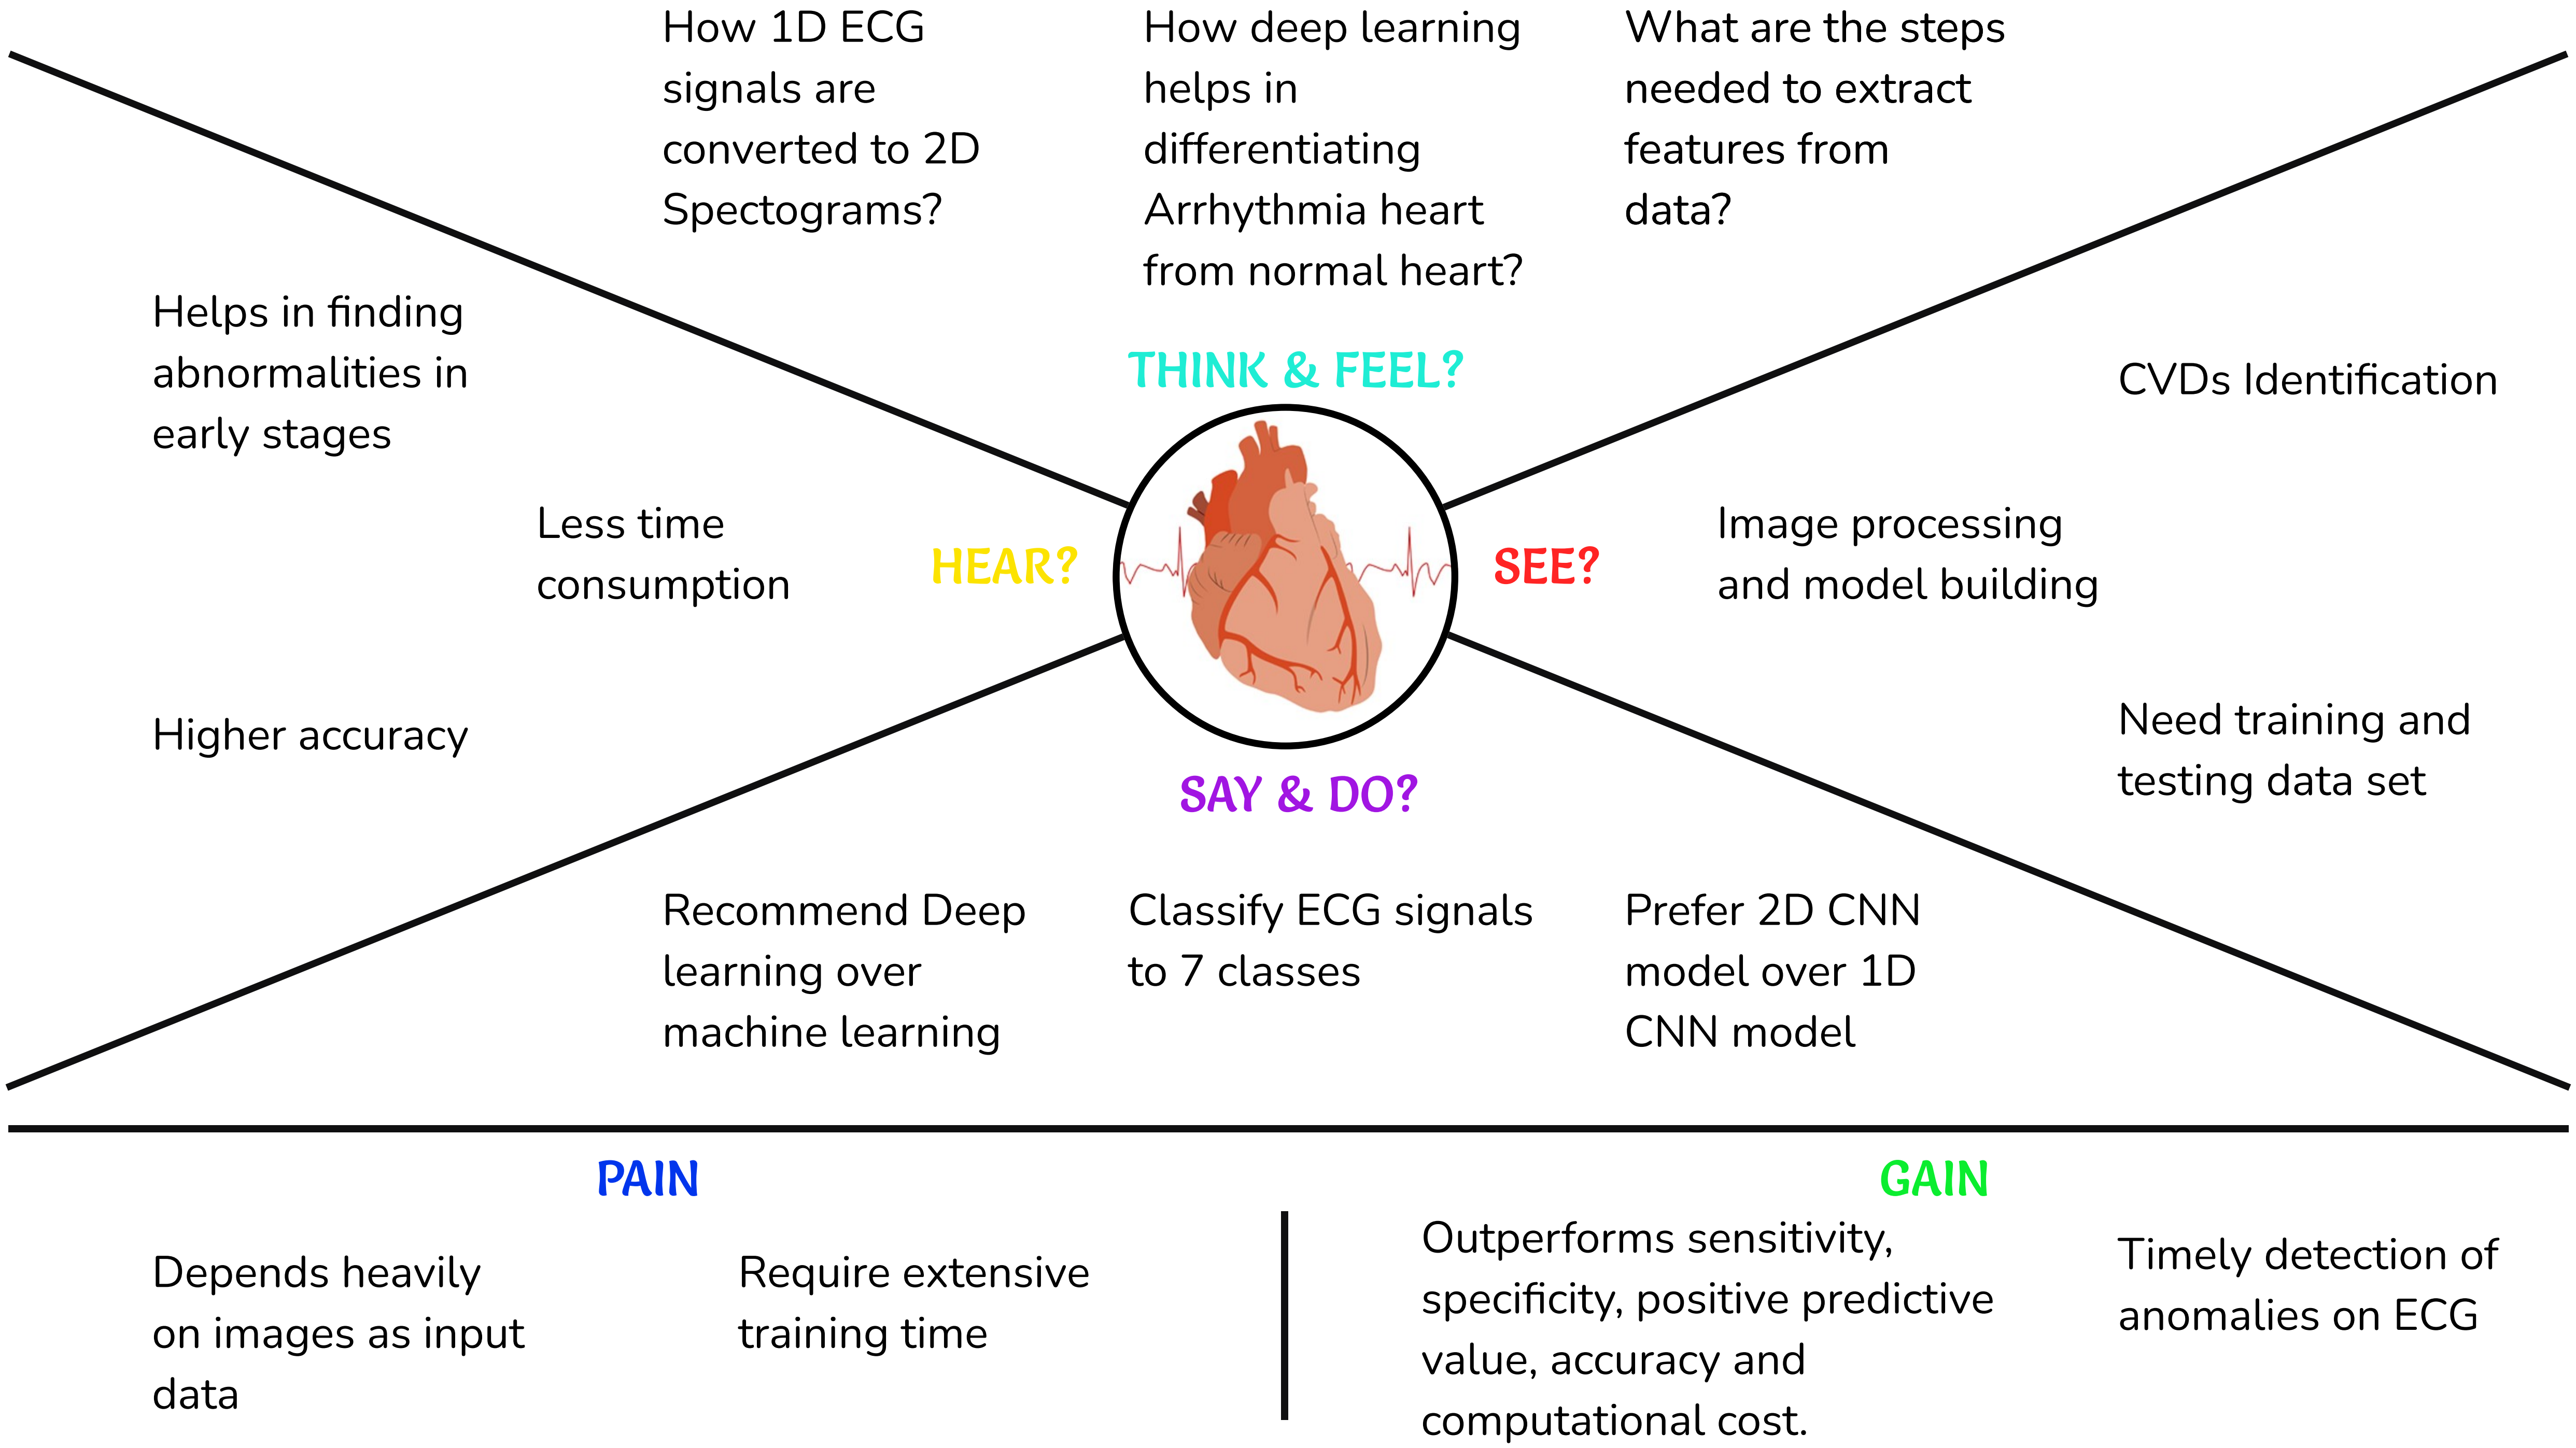 How 1D ECG
signals are
converted to 2D
Spectograms?
How deep learning
helps in
differentiating
Arrhythmia heart
from normal heart?
What are the steps
needed to extract
features from
data?
THINK & FEEL?
Helps in finding
abnormalities in
early stages
Less time
consumption
Higher accuracy
HEAR?
SEE?
CVDs Identification
Image processing
and model building
Need training and
testing data set
SAY & DO?
Recommend Deep
learning over
machine learning
Classify ECG signals
to 7 classes
Prefer 2D CNN
model over 1D
CNN model
PAIN
Depends heavily
on images as input
data
Require extensive
training time
GAIN
Outperforms sensitivity,
specificity, positive predictive
value, accuracy and
computational cost.
Timely detection of
anomalies on ECG